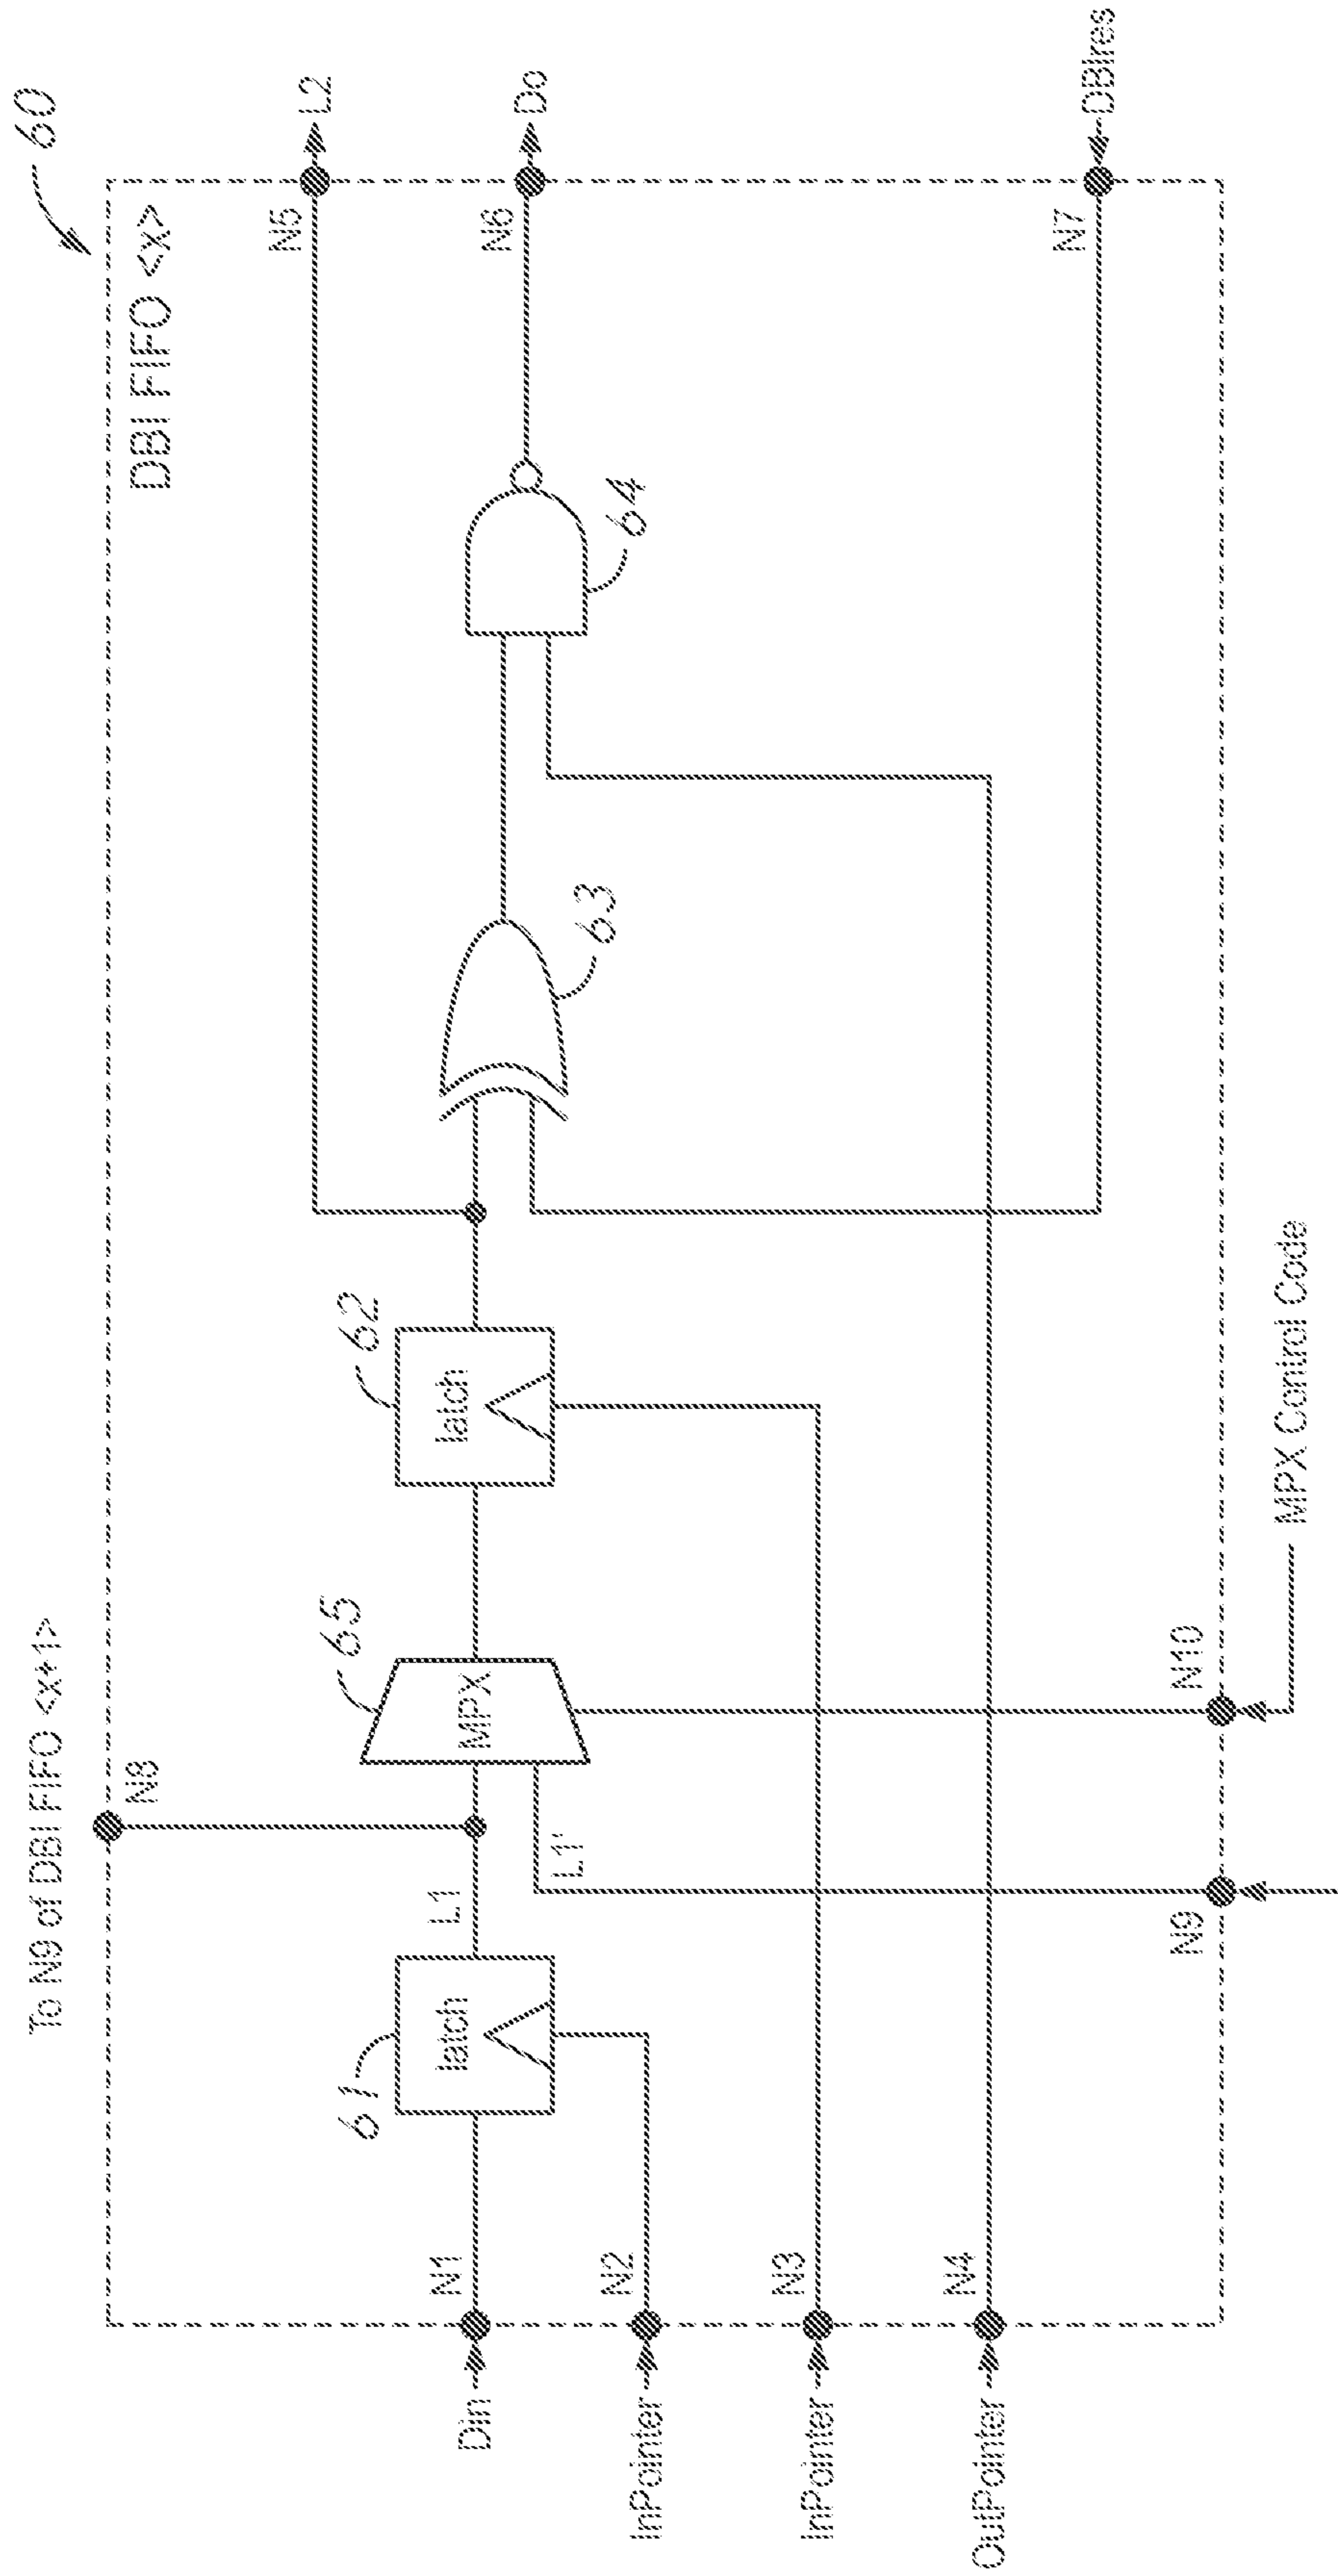 60
To N9 of DBI FIFO <x+1>
DBI FIFO <x>
N8
N5
L2
61
65
62
Din
N1
latch
L1
MPX
latch
63
64
N6
Do
L1'
InPointer
N2
InPointer
N3
OutPointer
N4
N7
DBIres
N9
N10
MPX Control Code